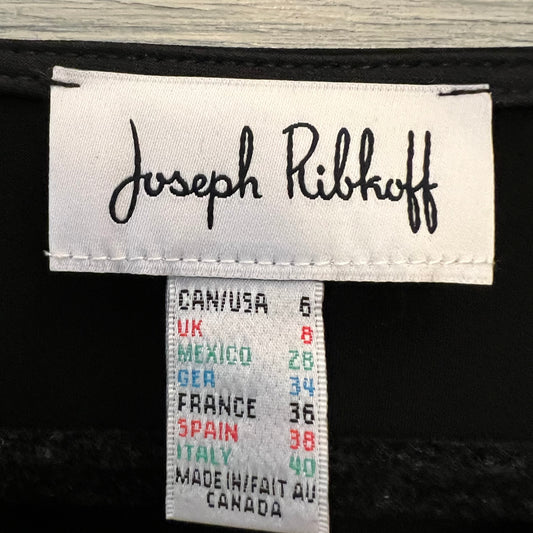 Joseph Ribkoff
CAN/USA 6
UK 8
MEXICO 28
GER 34
FRANCE 36
SPAIN 38
ITALY 40
MADE IN/FAIT AU
CANADA